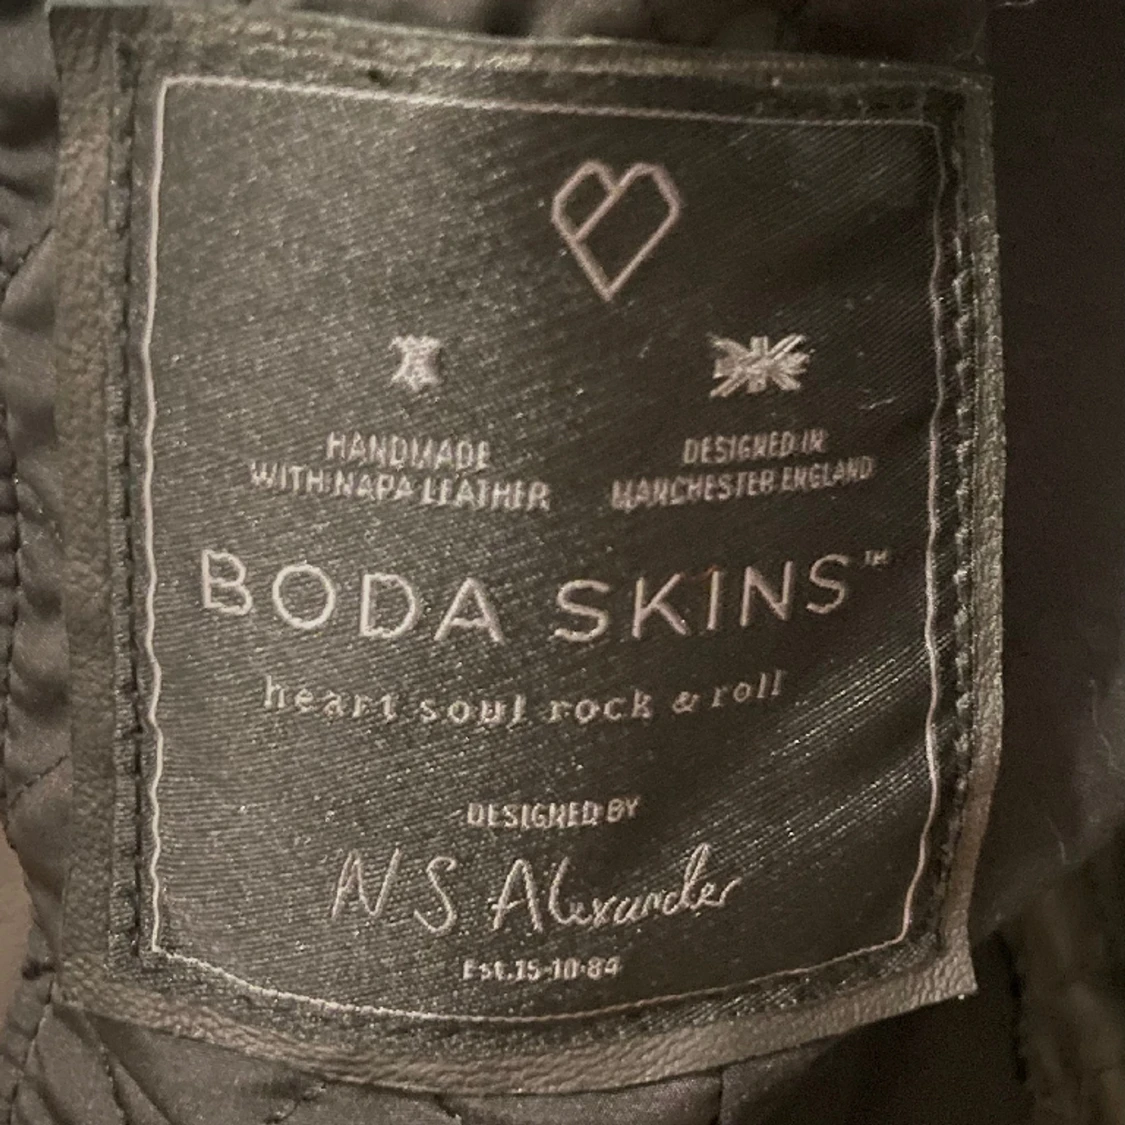 HANDMADE
WITH NAPA LEATHER
DESIGNED IN
MANCHESTER ENGLAND
BODA SKINS™
heart soul rock & roll
DESIGNED BY
N S Alexander
Est.15-10-84